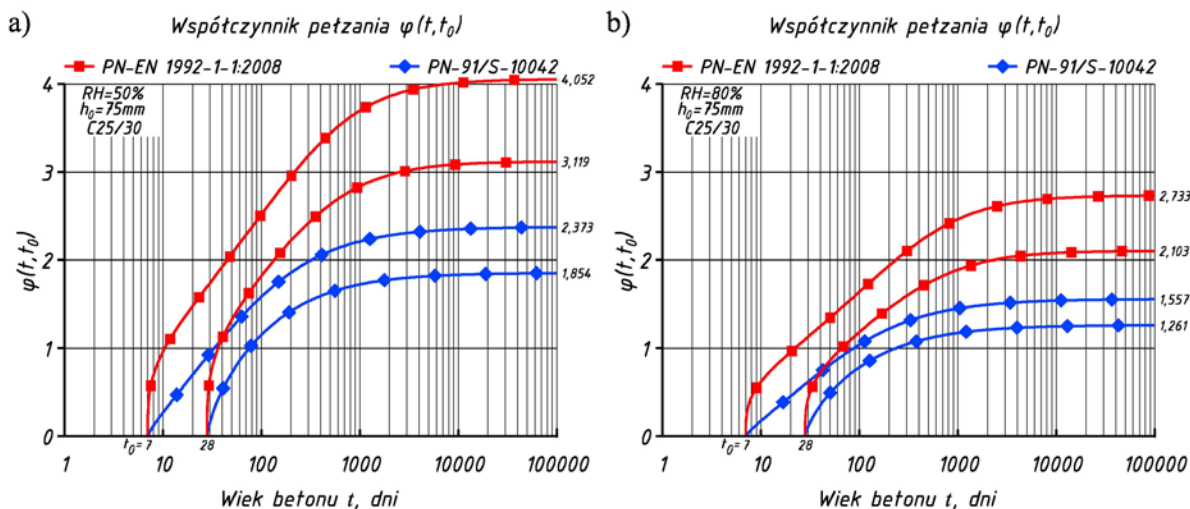 a)
Współczynnik pełzania φ(t,t₀)
PN-EN 1992-1-1:2008
PN-91/S-10042
RH=50%
h₀=75mm
C25/30
φ(t,t₀)
4
3
2
1
0
4,052
3,119
2,373
1,854
t₀= 7
28
1 10 100 1000 10000 100000
Wiek betonu t, dni
b)
Współczynnik pełzania φ(t,t₀)
PN-EN 1992-1-1:2008
PN-91/S-10042
RH=80%
h₀=75mm
C25/30
φ(t,t₀)
4
3
2
1
0
2,733
2,103
1,557
1,261
t₀= 7
28
1 10 100 1000 10000 100000
Wiek betonu t, dni